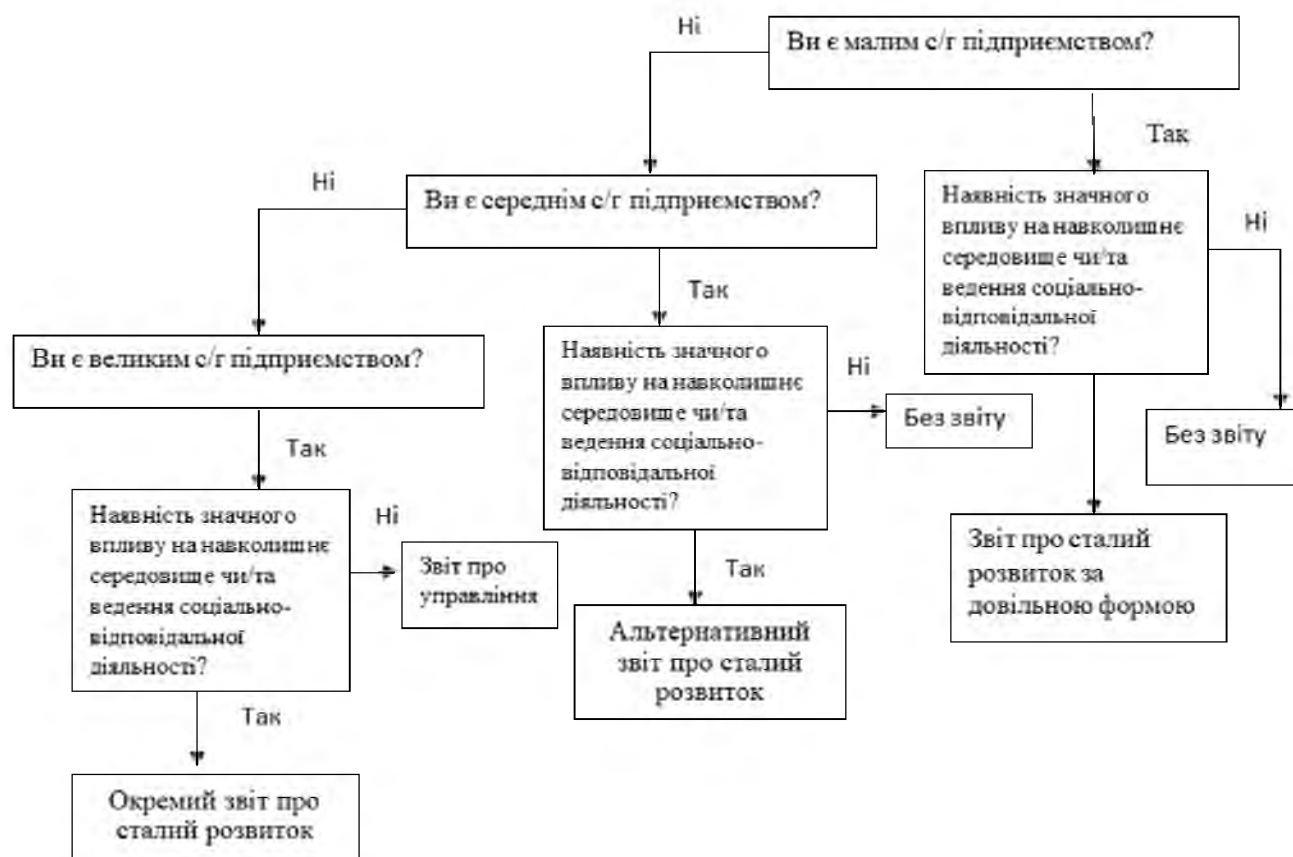 Ні
Ви є малим с/г підприємством?
Так
Ні
Ви є середнім с/г підприємством?
Наявність значного
впливу на навколишнє
середовище чи/та
ведення соціально-
відповідальної
діяльності?
Ні
Так
Ви є великим с/г підприємством?
Наявність значного
впливу на навколишнє
середовище чи/та
ведення соціально-
відповідальної
діяльності?
Ні
Без звіту
Без звіту
Так
Наявність значного
впливу на навколишнє
середовище чи/та
ведення соціально-
відповідальної
діяльності?
Ні
Звіт про
управління
Так
Звіт про сталий
розвиток за
довільною формою
Альтернативний
звіт про сталий
розвиток
Так
Окремий звіт про
сталий розвиток